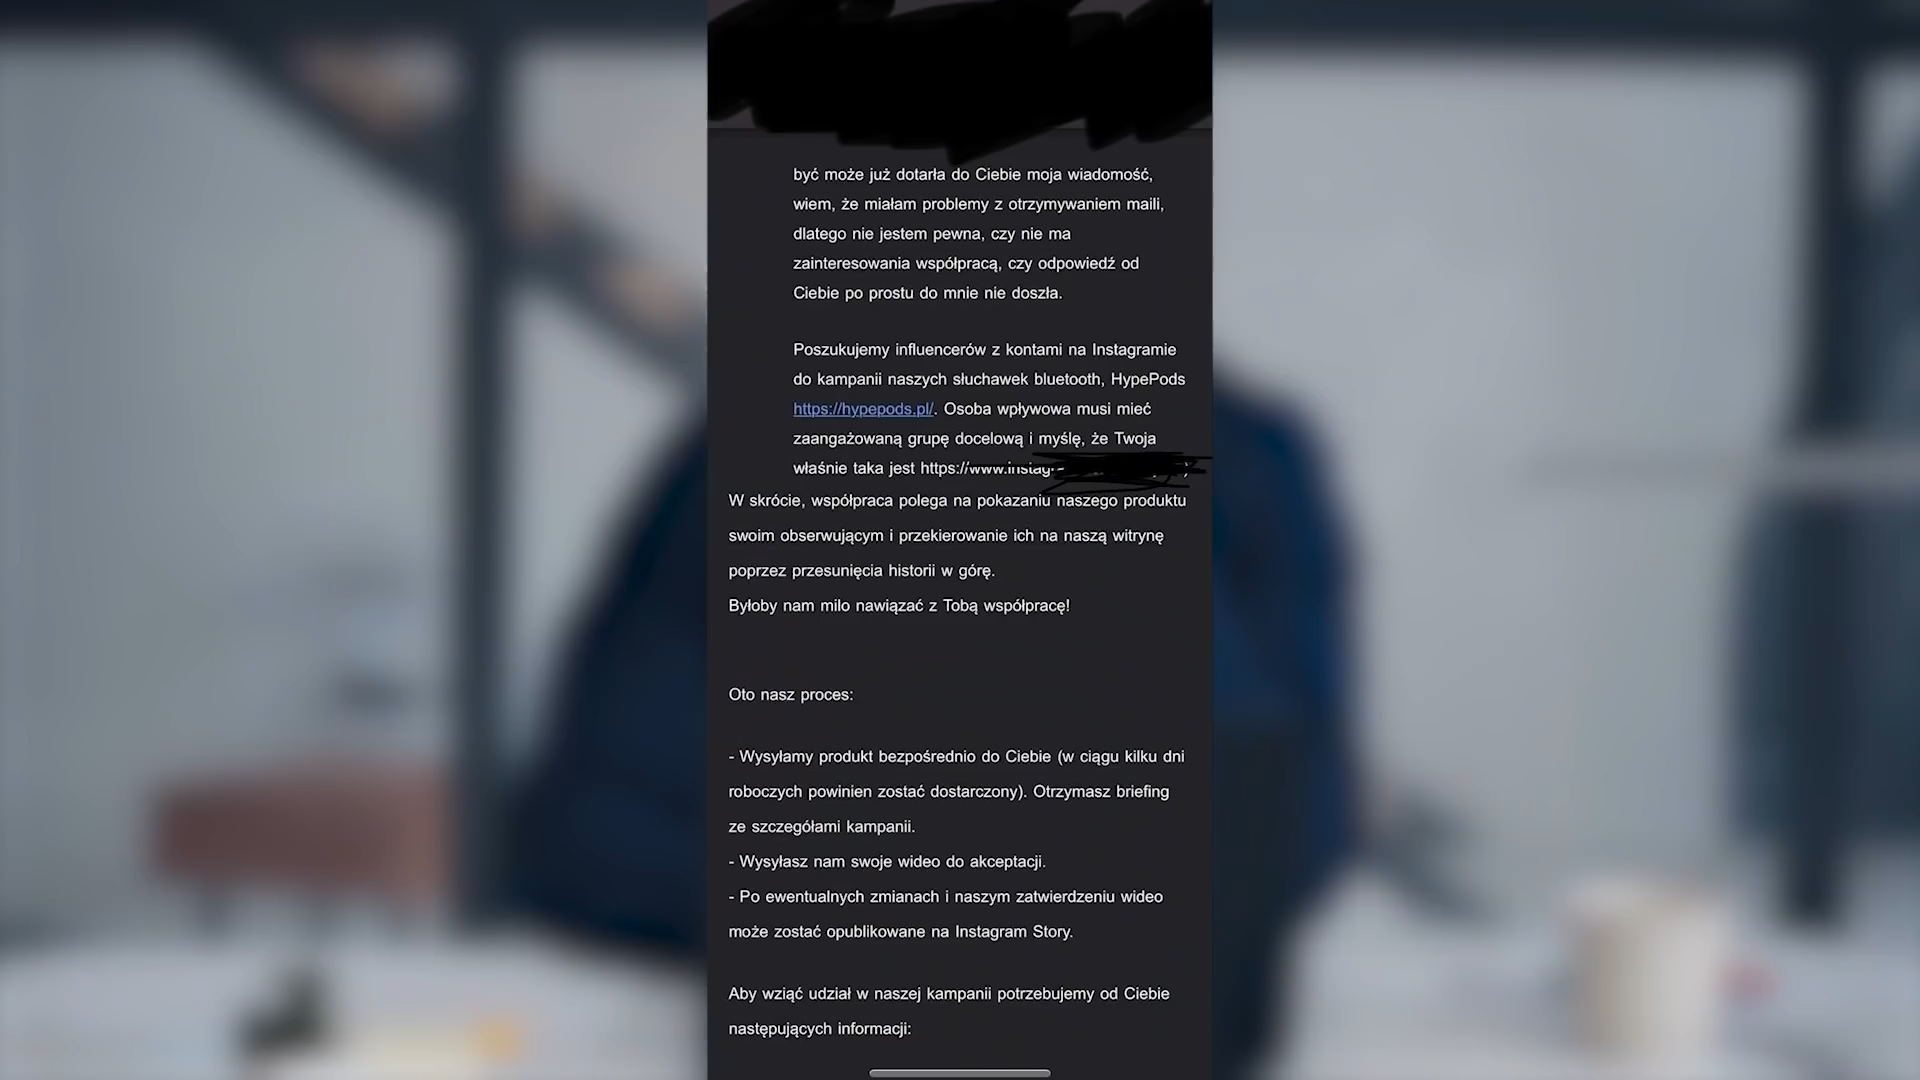 być może już dotarła do Ciebie moja wiadomość,
wiem, że miałam problemy z otrzymywaniem maili,
dlatego nie jestem pewna, czy nie ma
zainteresowania współpracą, czy odpowiedź od
Ciebie po prostu do mnie nie doszła.
Poszukujemy influencerów z kontami na Instagramie
do kampanii naszych słuchawek bluetooth, HypePods
https://hypepods.pl/. Osoba wpływowa musi mieć
zaangażowaną grupę docelową i myślę, że Twoja
właśnie taka jest https://www.instagr
W skrócie, współpraca polega na pokazaniu naszego produktu
swoim obserwującym i przekierowanie ich na naszą witrynę
poprzez przesunięcia historii w górę.
Byłoby nam milo nawiązać z Tobą współpracę!
Oto nasz proces:
- Wysyłamy produkt bezpośrednio do Ciebie (w ciągu kilku dni
roboczych powinien zostać dostarczony). Otrzymasz briefing
ze szczegółami kampanii.
- Wysyłasz nam swoje wideo do akceptacji.
- Po ewentualnych zmianach i naszym zatwierdzeniu wideo
może zostać opublikowane na Instagram Story.
Aby wziąć udział w naszej kampanii potrzebujemy od Ciebie
następujących informacji: